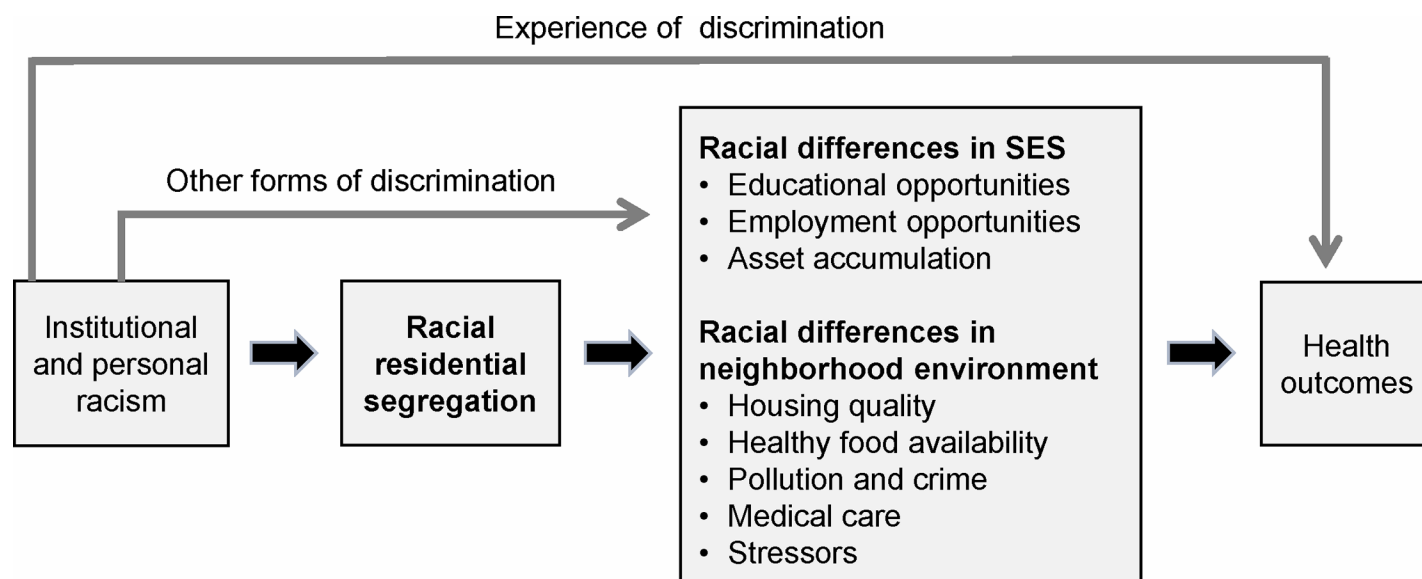 Experience of discrimination
Other forms of discrimination
Institutional
and personal
racism
Racial
residential
segregation
Racial differences in SES
• Educational opportunities
• Employment opportunities
• Asset accumulation
Racial differences in
neighborhood environment
• Housing quality
• Healthy food availability
• Pollution and crime
• Medical care
• Stressors
Health
outcomes